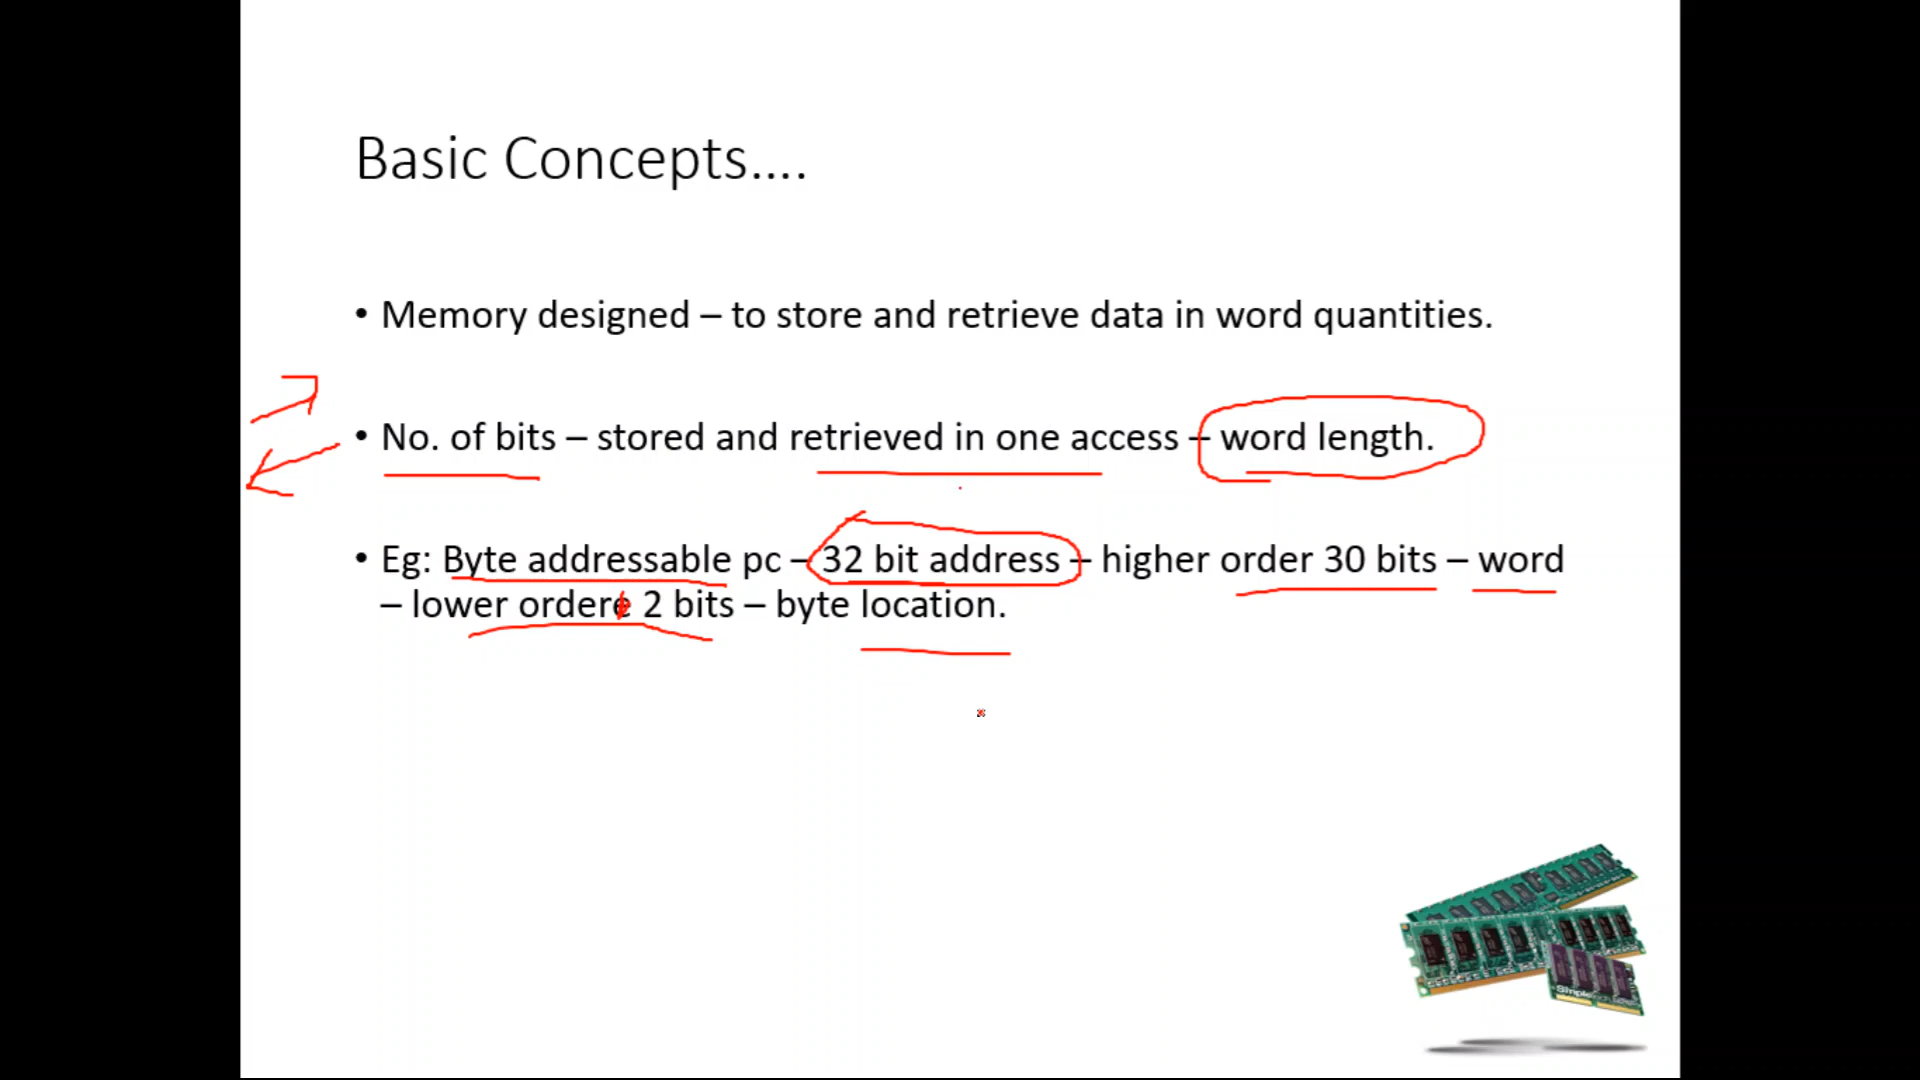 Basic Concepts....
• Memory designed – to store and retrieve data in word quantities.
• No. of bits – stored and retrieved in one access – word length.
• Eg: Byte addressable pc – 32 bit address – higher order 30 bits – word
– lower ordere 2 bits – byte location.